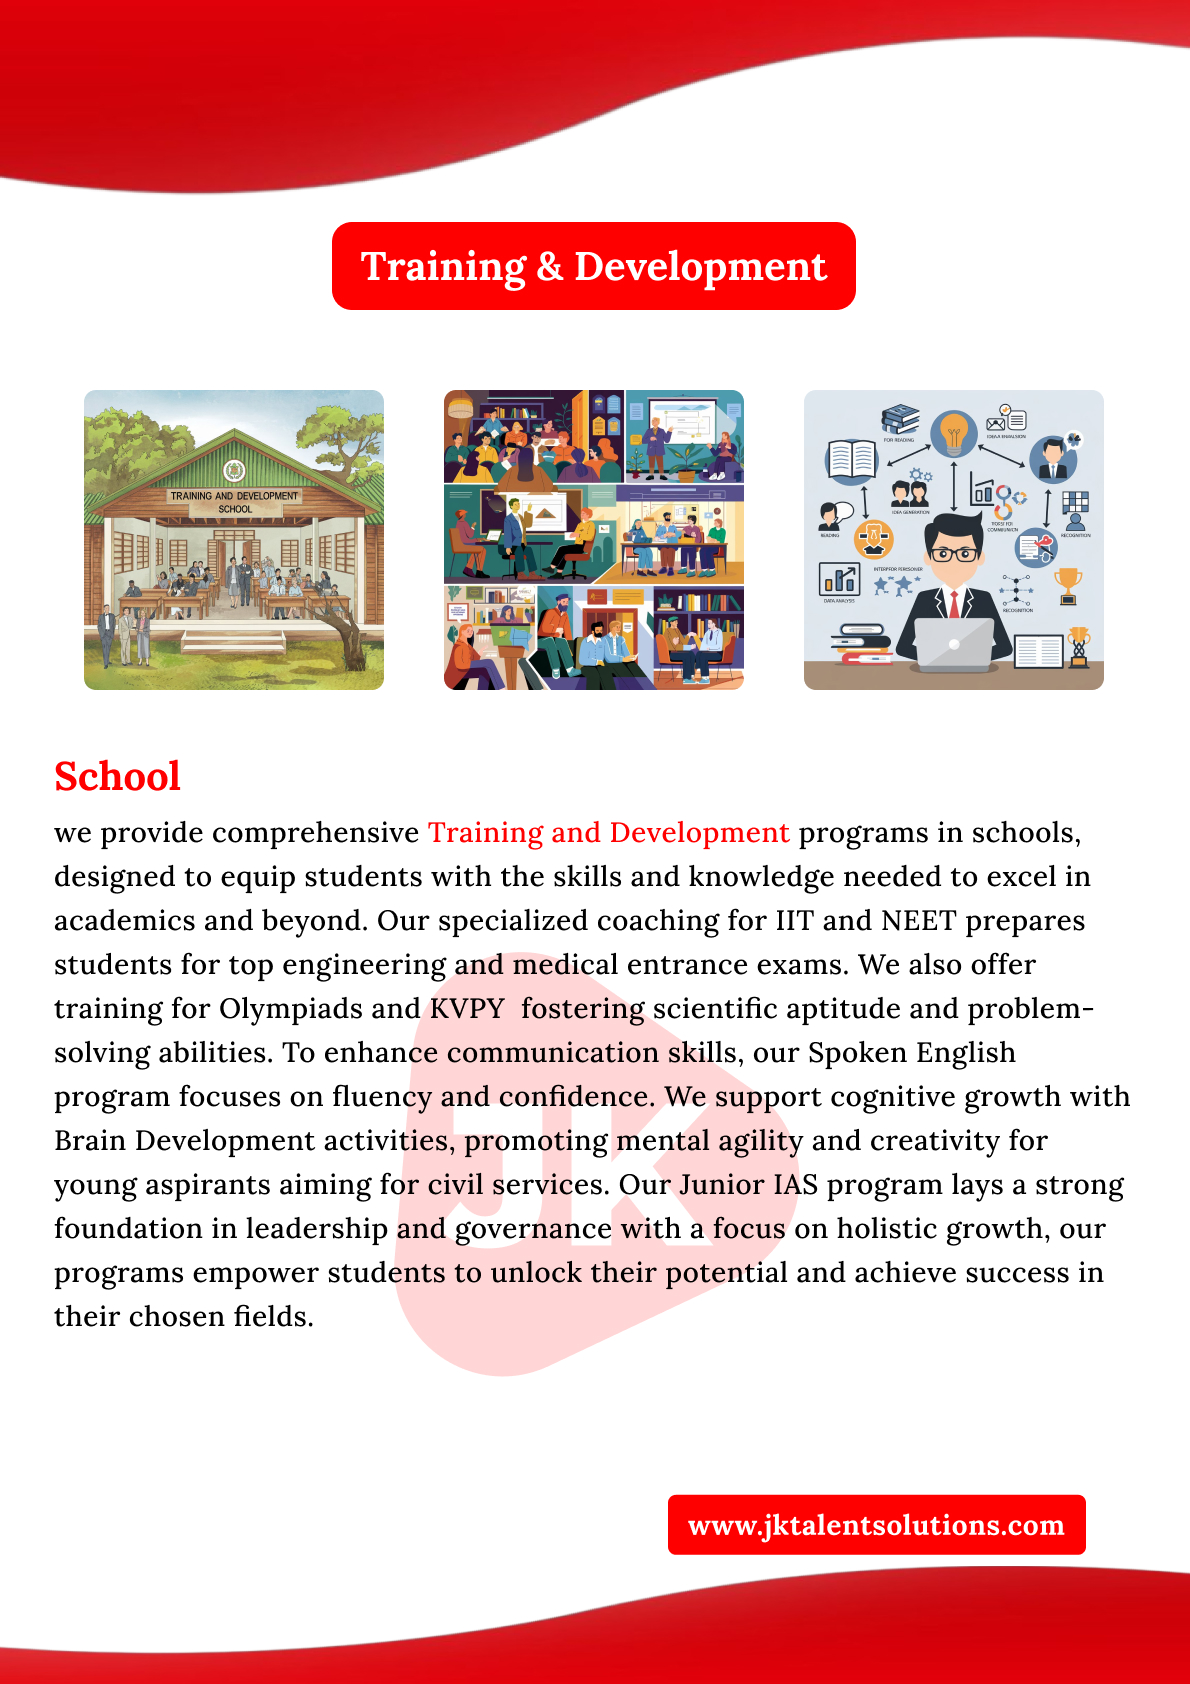 Training & Development
TRAINING AND DEVELOPMENT
SCHOOL
FOR READING
IDEA GENERATION
READING
RECOGNITION
DATA ANALYSIS
RECOGNITION
School
we provide comprehensive Training and Development programs in schools,
designed to equip students with the skills and knowledge needed to excel in
academics and beyond. Our specialized coaching for IIT and NEET prepares
students for top engineering and medical entrance exams. We also offer
training for Olympiads and KVPY  fostering scientific aptitude and problem-
solving abilities. To enhance communication skills, our Spoken English
program focuses on fluency and confidence. We support cognitive growth with
Brain Development activities, promoting mental agility and creativity for
young aspirants aiming for civil services. Our Junior IAS program lays a strong
foundation in leadership and governance with a focus on holistic growth, our
programs empower students to unlock their potential and achieve success in
their chosen fields.
JK
www.jktalentsolutions.com